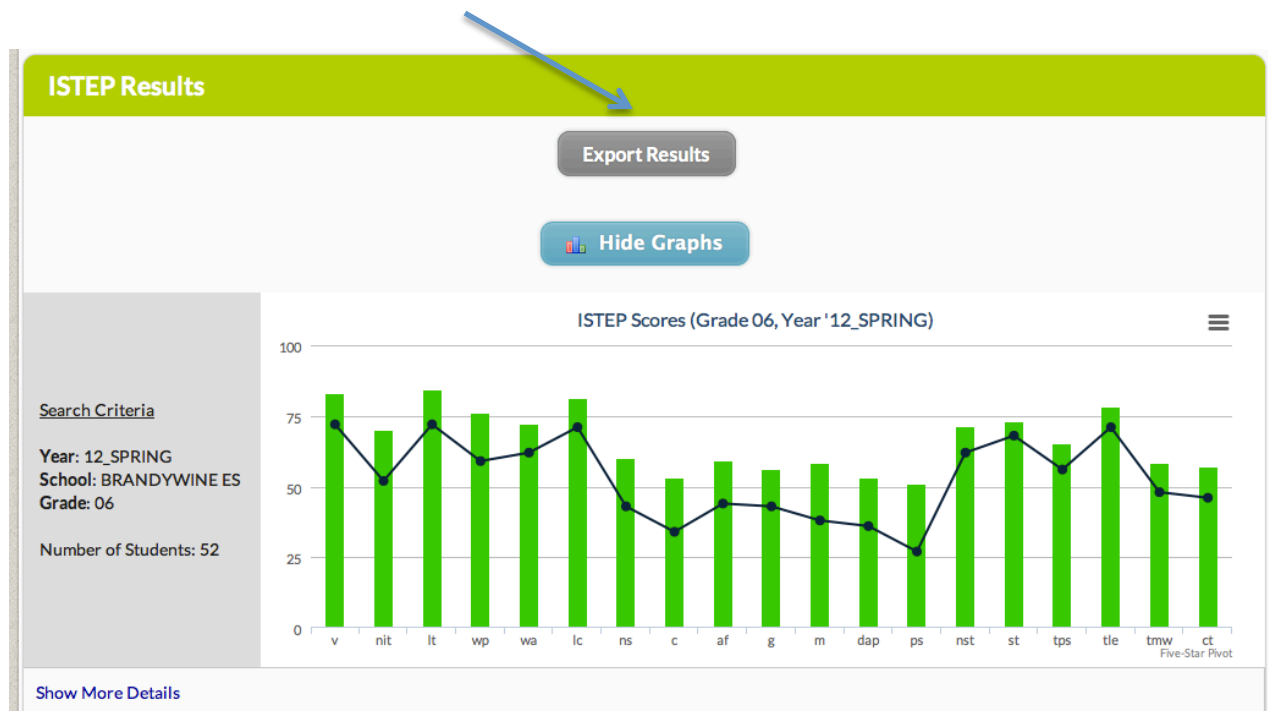 ISTEP Results
Export Results
Hide Graphs
Search Criteria
Year: 12_SPRING
School: BRANDYWINE ES
Grade: 06
Number of Students: 52
ISTEP Scores (Grade 06, Year '12_SPRING)
100
75
50
25
0
v nit lt wp wa lc ns c af g m dap ps nst st tps tle tmw ct
Five-Star Pivot
Show More Details